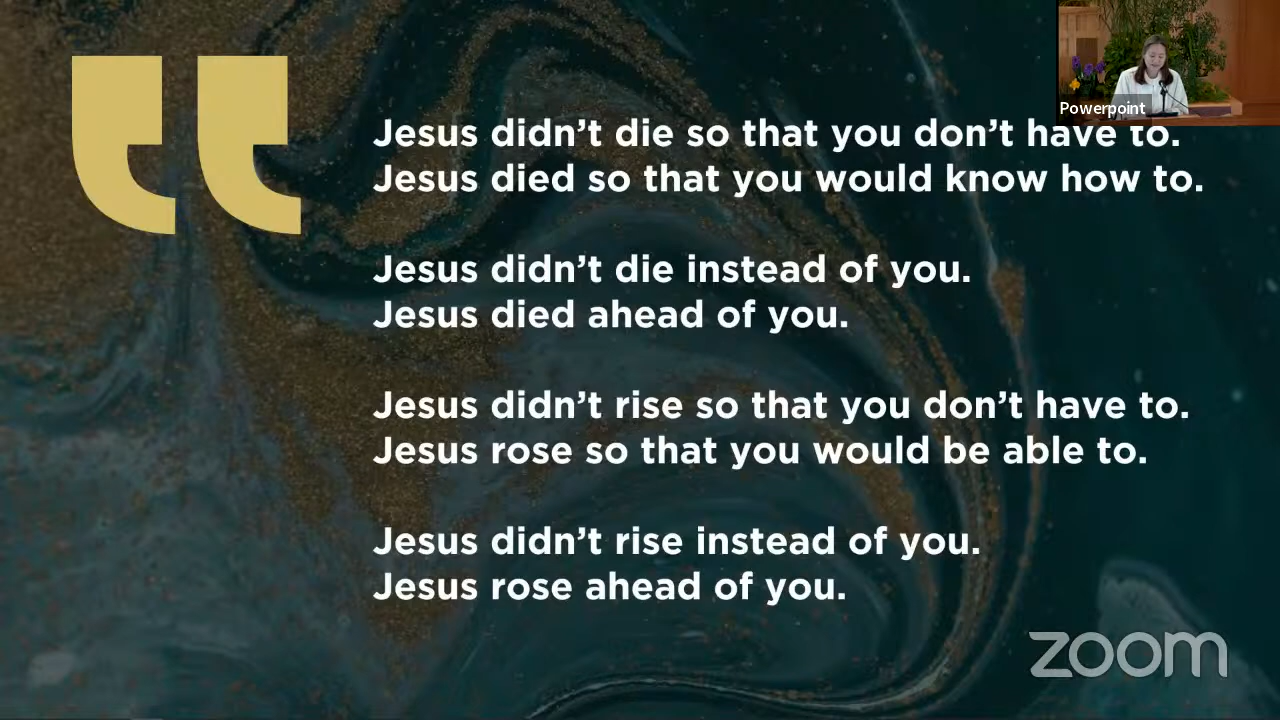 Powerpoint
Jesus didn’t die so that you don’t have to.
Jesus died so that you would know how to.
Jesus didn’t die instead of you.
Jesus died ahead of you.
Jesus didn’t rise so that you don’t have to.
Jesus rose so that you would be able to.
Jesus didn’t rise instead of you.
Jesus rose ahead of you.
zoom